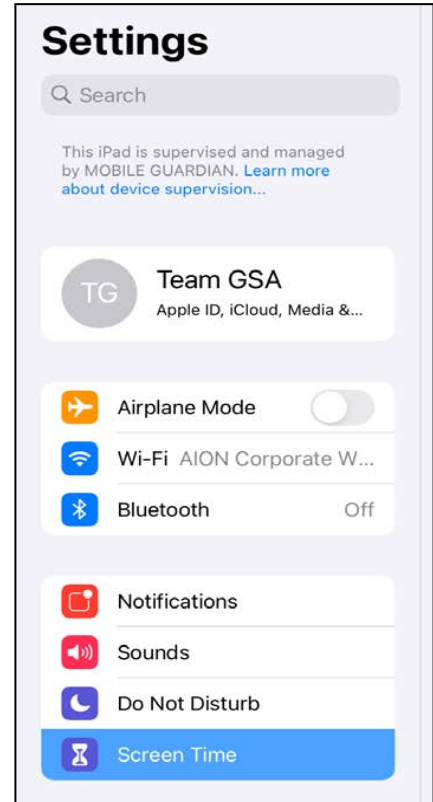 Settings
Search
This iPad is supervised and managed
by MOBILE GUARDIAN. Learn more
about device supervision...
TG
Team GSA
Apple ID, iCloud, Media &...
Airplane Mode
Wi-Fi AION Corporate W...
Bluetooth Off
Notifications
Sounds
Do Not Disturb
Screen Time